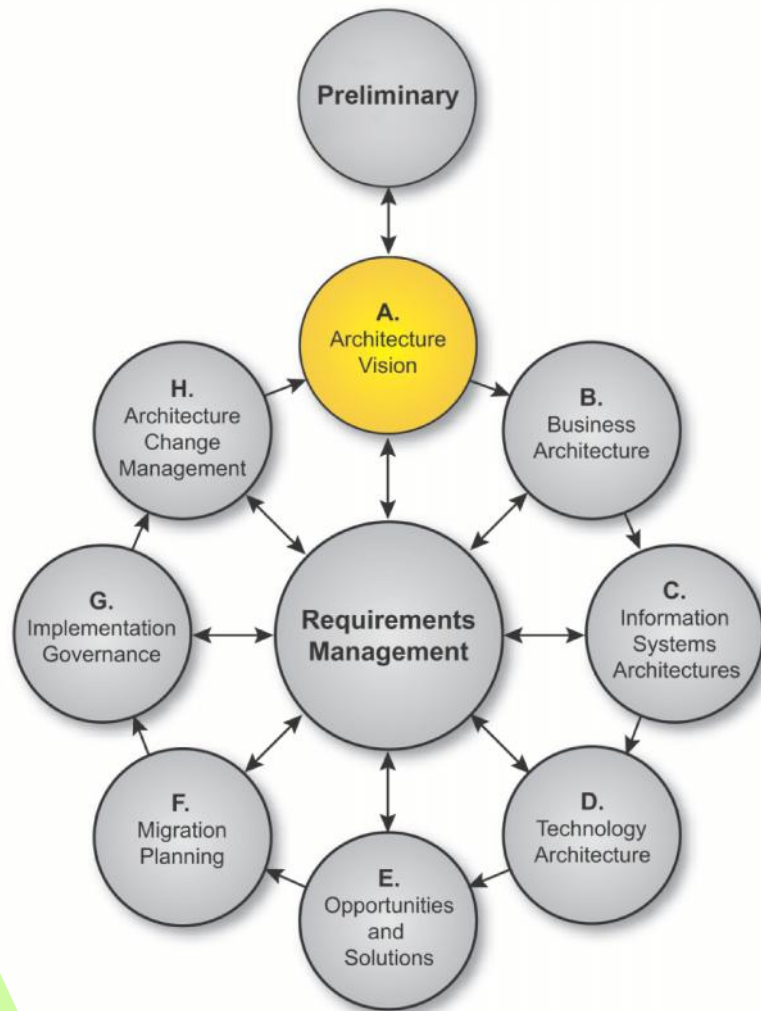 Preliminary
A.
Architecture
Vision
B.
Business
Architecture
C.
Information
Systems
Architectures
D.
Technology
Architecture
E.
Opportunities
and
Solutions
F.
Migration
Planning
G.
Implementation
Governance
H.
Architecture
Change
Management
Requirements
Management